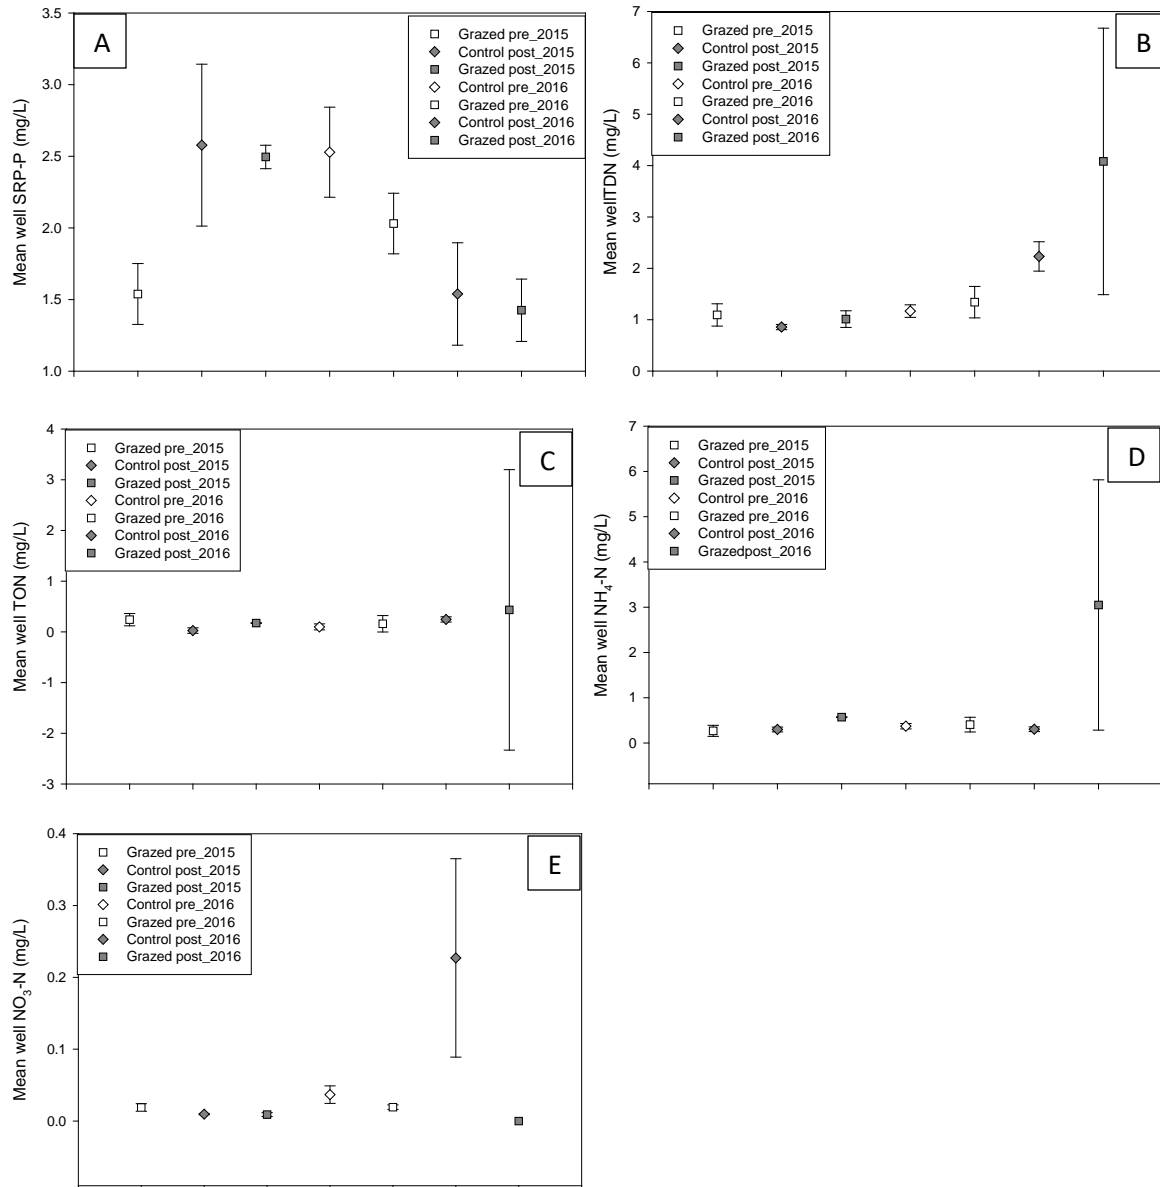 A
Mean well SRP-P (mg/L)
3.5
3.0
2.5
2.0
1.5
1.0
Grazed pre_2015
Control post_2015
Grazed post_2015
Control pre_2016
Grazed pre_2016
Control post_2016
Grazed post_2016
B
Mean wellTDN (mg/L)
7
6
5
4
3
2
1
0
Grazed pre_2015
Control post_2015
Grazed post_2015
Control pre_2016
Grazed pre_2016
Control post_2016
Grazed post_2016
C
Mean well TON (mg/L)
4
3
2
1
0
-1
-2
-3
Grazed pre_2015
Control post_2015
Grazed post_2015
Control pre_2016
Grazed pre_2016
Control post_2016
Grazed post_2016
D
Mean well NH4-N (mg/L)
7
6
5
4
3
2
1
0
Grazed pre_2015
Control post_2015
Grazed post_2015
Control pre_2016
Grazed pre_2016
Control post_2016
Grazedpost_2016
E
Mean well NO3-N (mg/L)
0.4
0.3
0.2
0.1
0.0
Grazed pre_2015
Control post_2015
Grazed post_2015
Control pre_2016
Grazed pre_2016
Control post_2016
Grazed post_2016